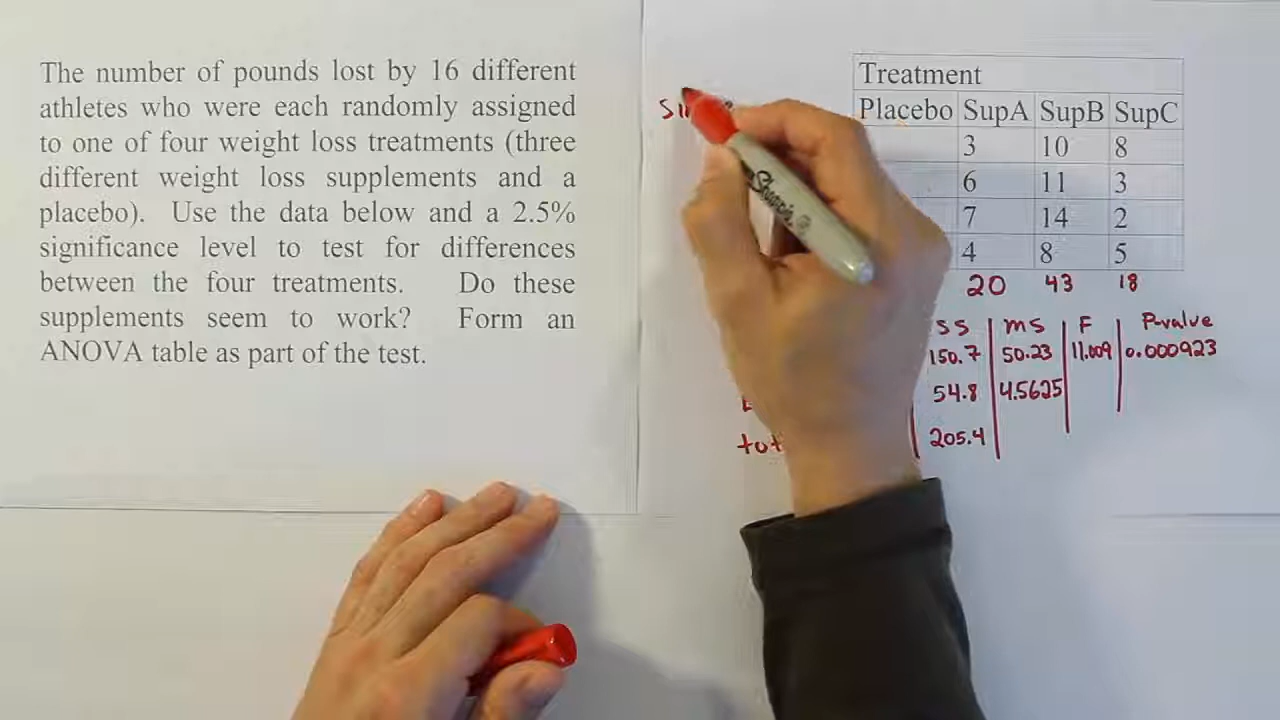 The number of pounds lost by 16 different
athletes who were each randomly assigned
to one of four weight loss treatments (three
different weight loss supplements and a
placebo). Use the data below and a 2.5%
significance level to test for differences
between the four treatments. Do these
supplements seem to work? Form an
ANOVA table as part of the test.
Treatment
Placebo SupA SupB SupC
3 10 8
6 11 3
7 14 2
4 8 5
20 43 18
SS MS F P-value
150.7 50.23 11.009 0.000923
54.8 4.5625
205.4
Sharpie